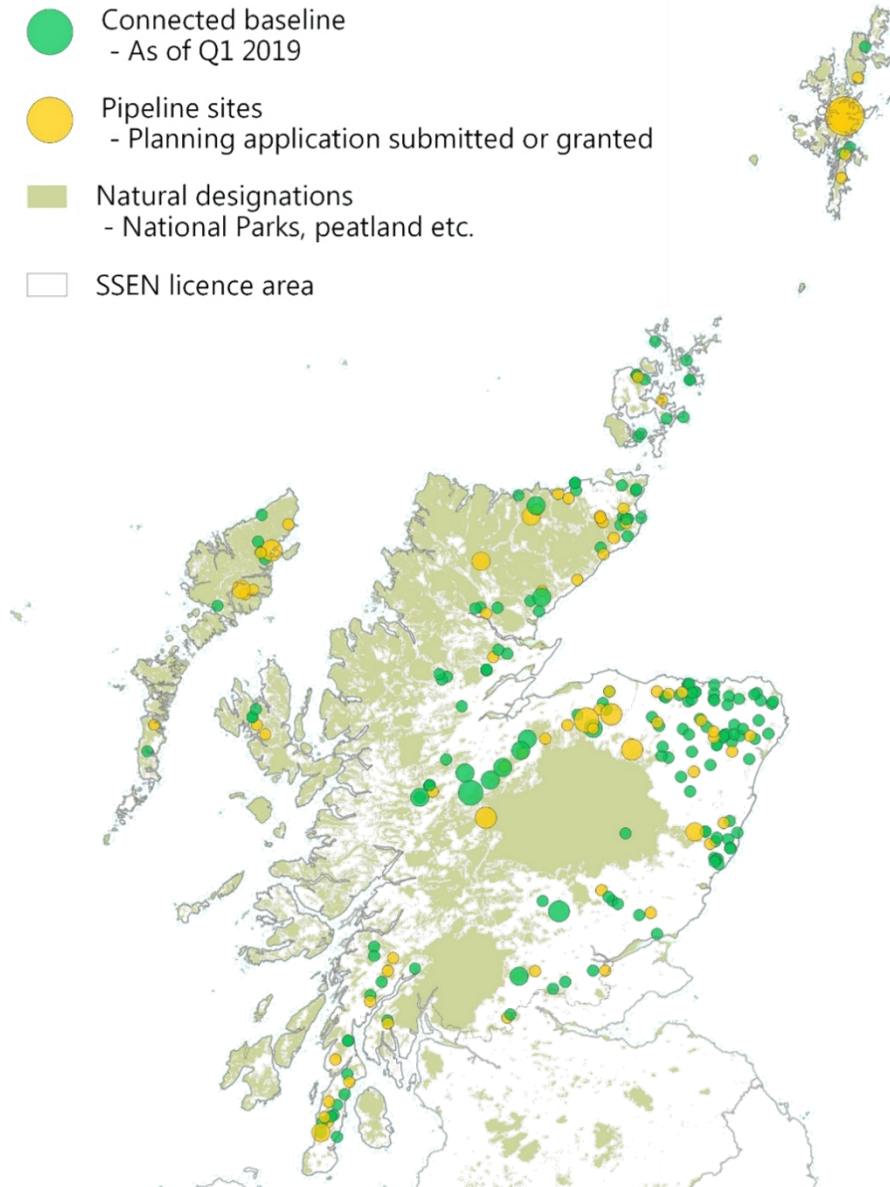 Connected baseline
- As of Q1 2019
Pipeline sites
- Planning application submitted or granted
Natural designations
- National Parks, peatland etc.
SSEN licence area